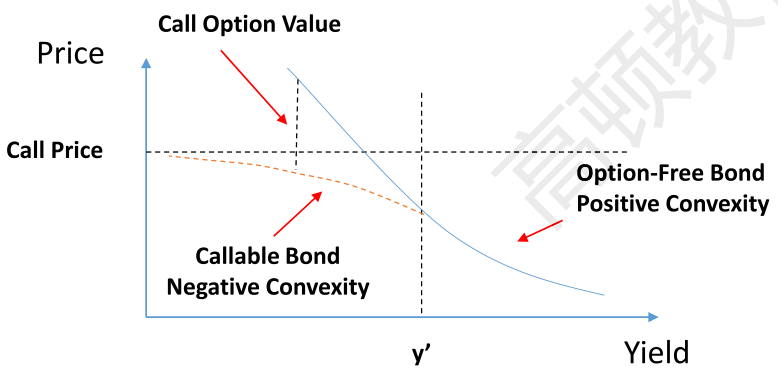 Call Option Value
Price
Call Price
Option-Free Bond
Positive Convexity
Callable Bond
Negative Convexity
y’
Yield
高顿教